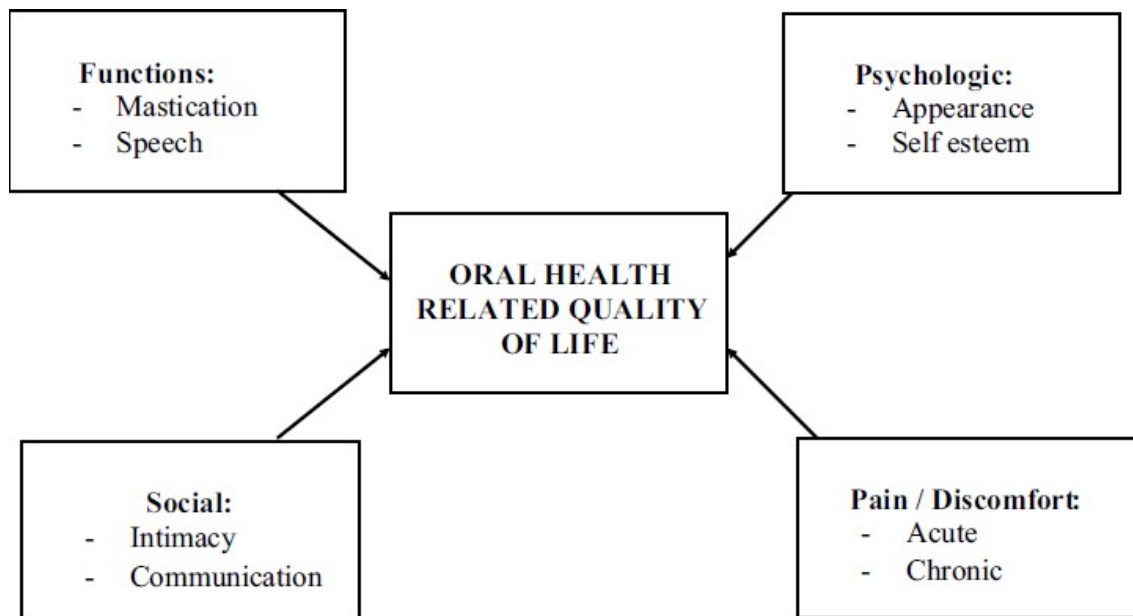 Functions:
- Mastication
- Speech
Psychologic:
- Appearance
- Self esteem
ORAL HEALTH
RELATED QUALITY
OF LIFE
Social:
- Intimacy
- Communication
Pain / Discomfort:
- Acute
- Chronic